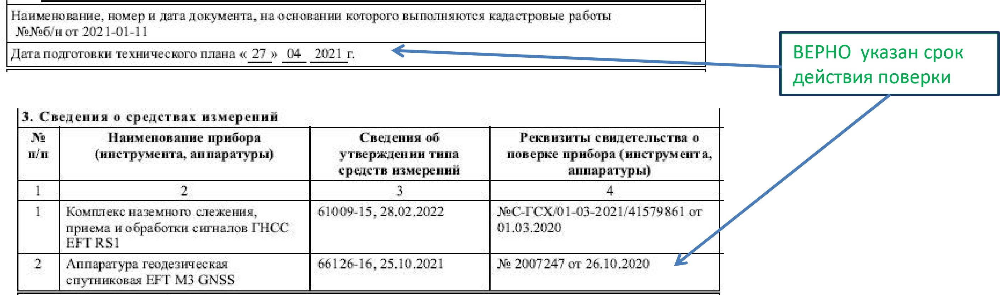 Наименование, номер и дата документа, на основании которого выполняются кадастровые работы
№№б/н от 2021-01-11
Дата подготовки технического плана « 27 » 04 2021 г.
ВЕРНО указан срок
действия поверки
3. Сведения о средствах измерений
№
п/п
Наименование прибора
(инструмента, аппаратуры)
Сведения об
утверждении типа
средств измерений
Реквизиты свидетельства о
поверке прибора (инструмента,
аппаратуры)
1
2
3
4
1
Комплекс наземного слежения,
приема и обработки сигналов ГНСС
EFT RS1
61009-15, 28.02.2022
№С-ГСХ/01-03-2021/41579861 от
01.03.2020
2
Аппаратура геодезическая
спутниковая EFT M3 GNSS
66126-16, 25.10.2021
№ 2007247 от 26.10.2020